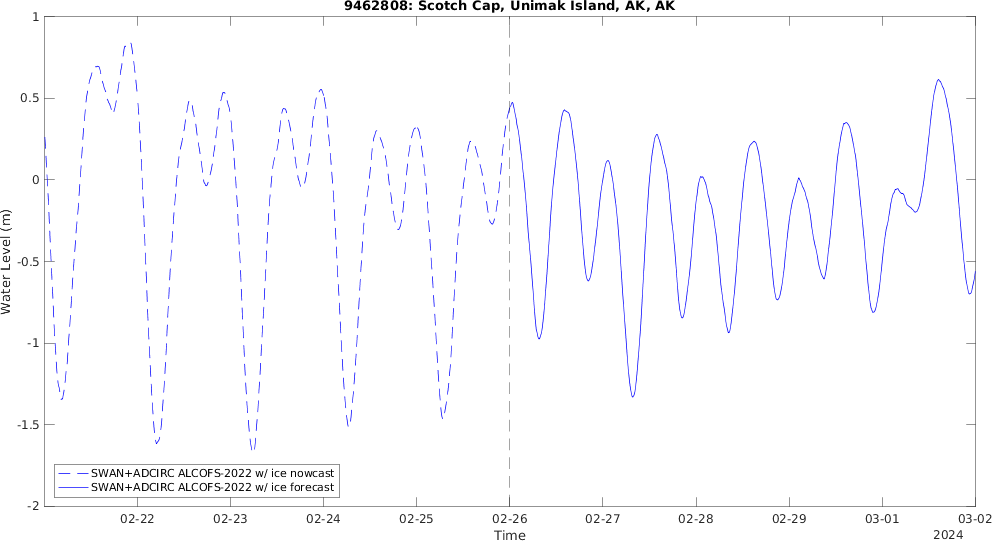 9462808: Scotch Cap, Unimak Island, AK, AK
1
0.5
0
-0.5
-1
-1.5
-2
Water Level (m)
SWAN+ADCIRC ALCOFS-2022 w/ ice nowcast
SWAN+ADCIRC ALCOFS-2022 w/ ice forecast
02-22 02-23 02-24 02-25 02-26 02-27 02-28 02-29 03-01 03-02
Time
2024